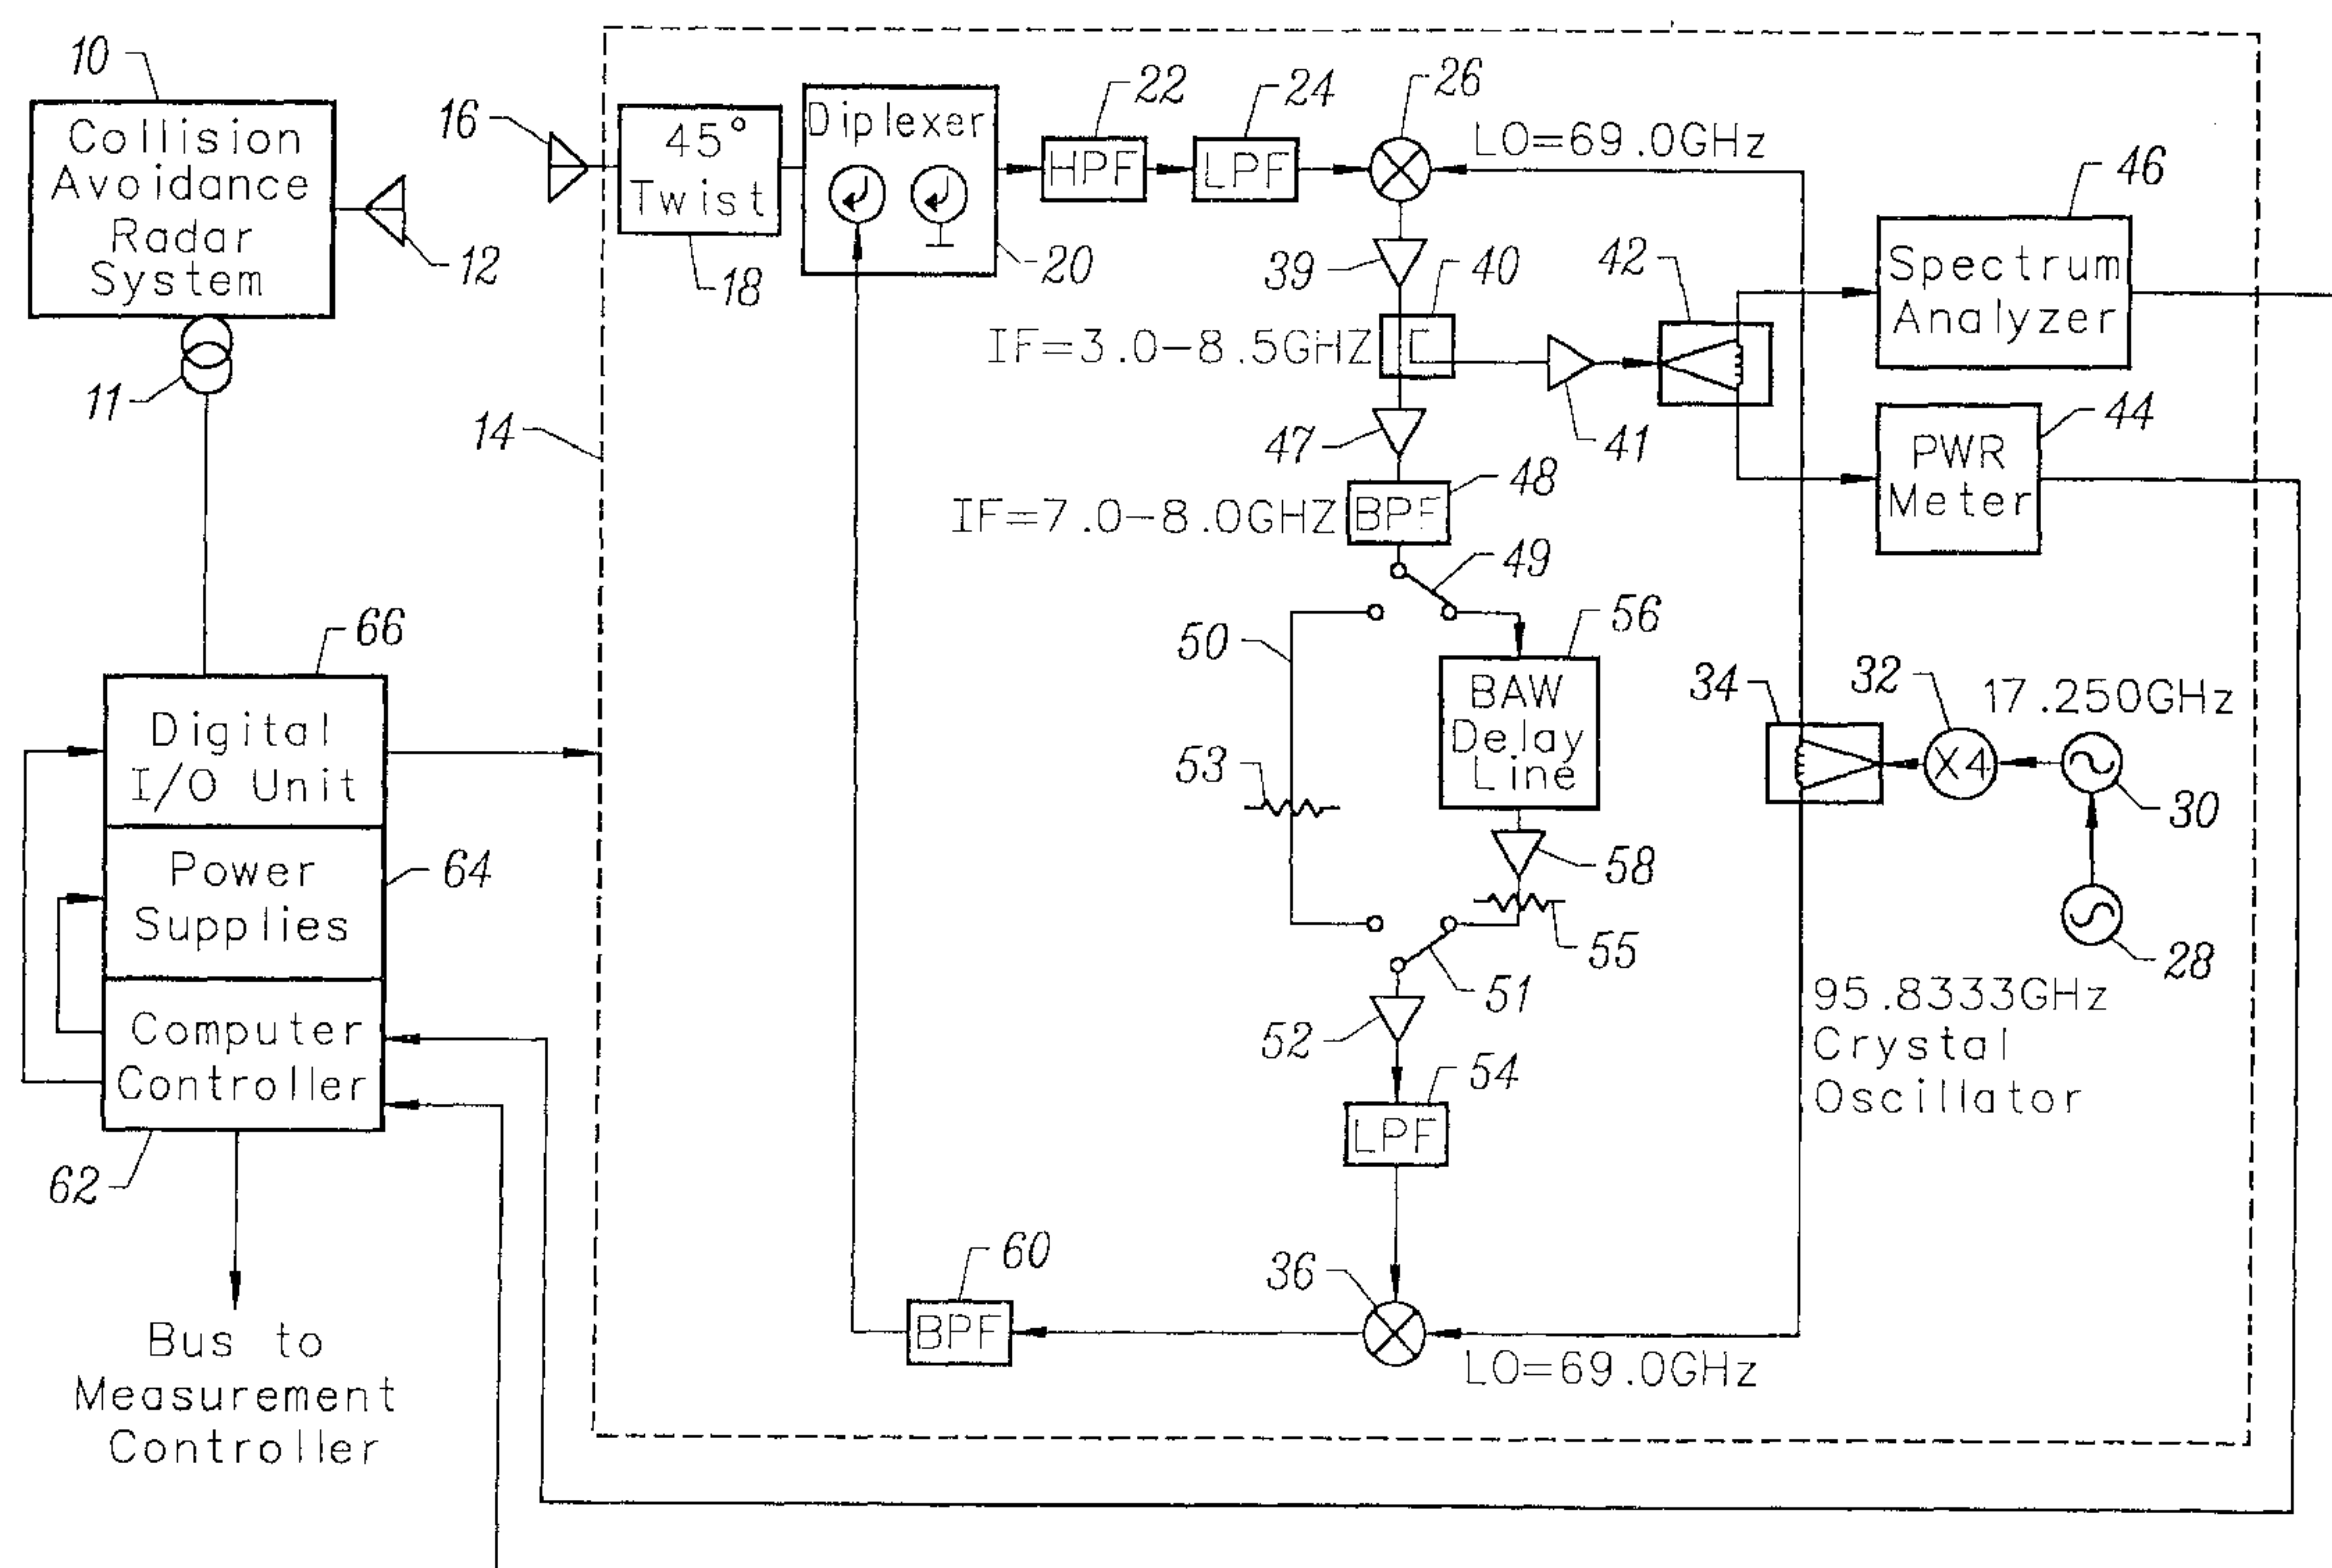 10
Collision
Avoidance
Radar
System
12
11
16
45°
Twist
18
Diplexer
20
22
HPF
24
LPF
26
LO=69.0GHz
39
40
IF=3.0-8.5GHZ
42
41
46
Spectrum
Analyzer
44
PWR
Meter
14
47
48
IF=7.0-8.0GHZ
BPF
49
50
56
BAW
Delay
Line
53
58
55
51
52
54
LPF
34
32
17.250GHz
X4
30
28
95.8333GHz
Crystal
Oscillator
66
Digital
I/O Unit
Power
Supplies
64
Computer
Controller
62
Bus to
Measurement
Controller
60
BPF
36
LO=69.0GHz